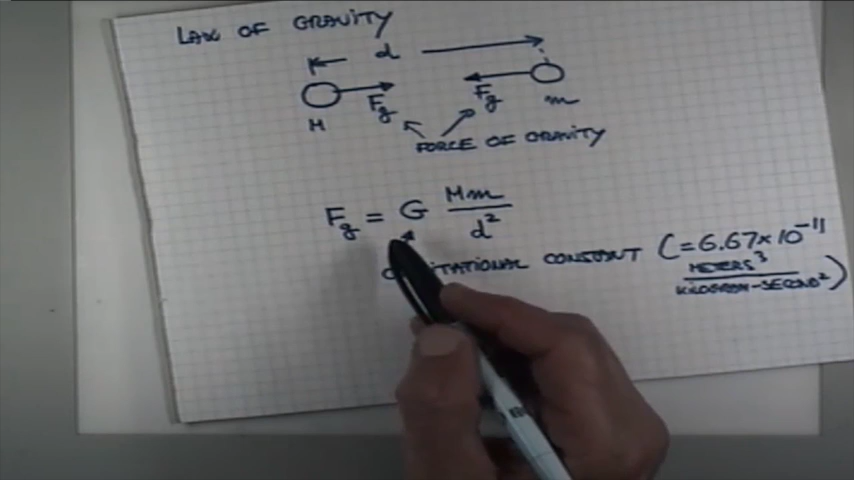 LAW OF GRAVITY
d
Fg Fg
M m
FORCE OF GRAVITY
Fg = G Mm / d²
GRAVITATIONAL CONSTANT (= 6.67 × 10⁻¹¹
METERS³ / KILOGRAM-SECOND²)